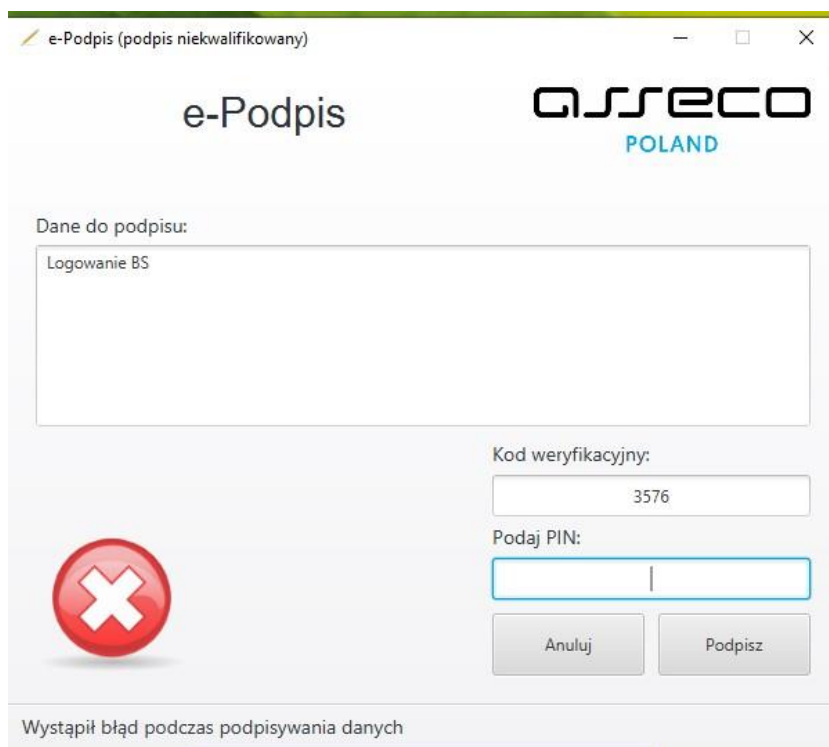 e-Podpis (podpis niekwalifikowany)
e-Podpis
asseco
POLAND
Dane do podpisu:
Logowanie BS
Kod weryfikacyjny:
3576
Podaj PIN:
Anuluj
Podpisz
Wystąpił błąd podczas podpisywania danych